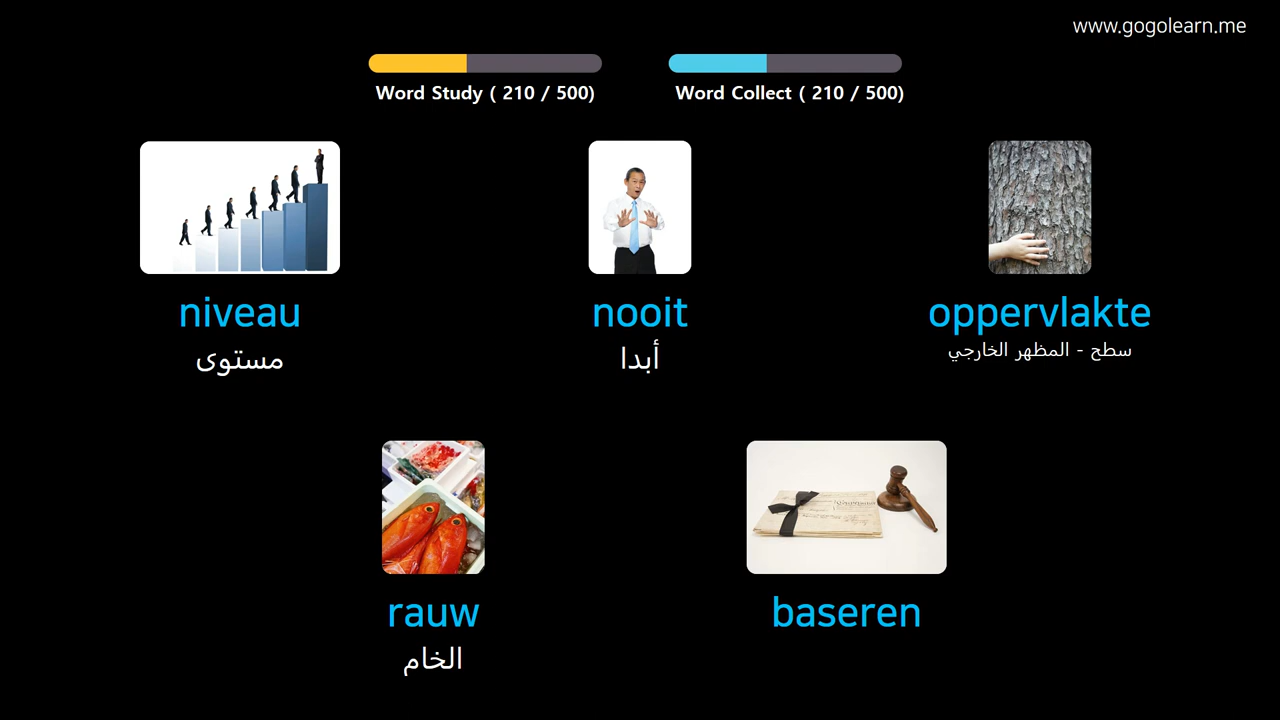 www.gogolearn.me
Word Study ( 210 / 500)
Word Collect ( 210 / 500)
niveau
مستوى
nooit
أبدا
oppervlakte
سطح - المظهر الخارجي
rauw
الخام
baseren